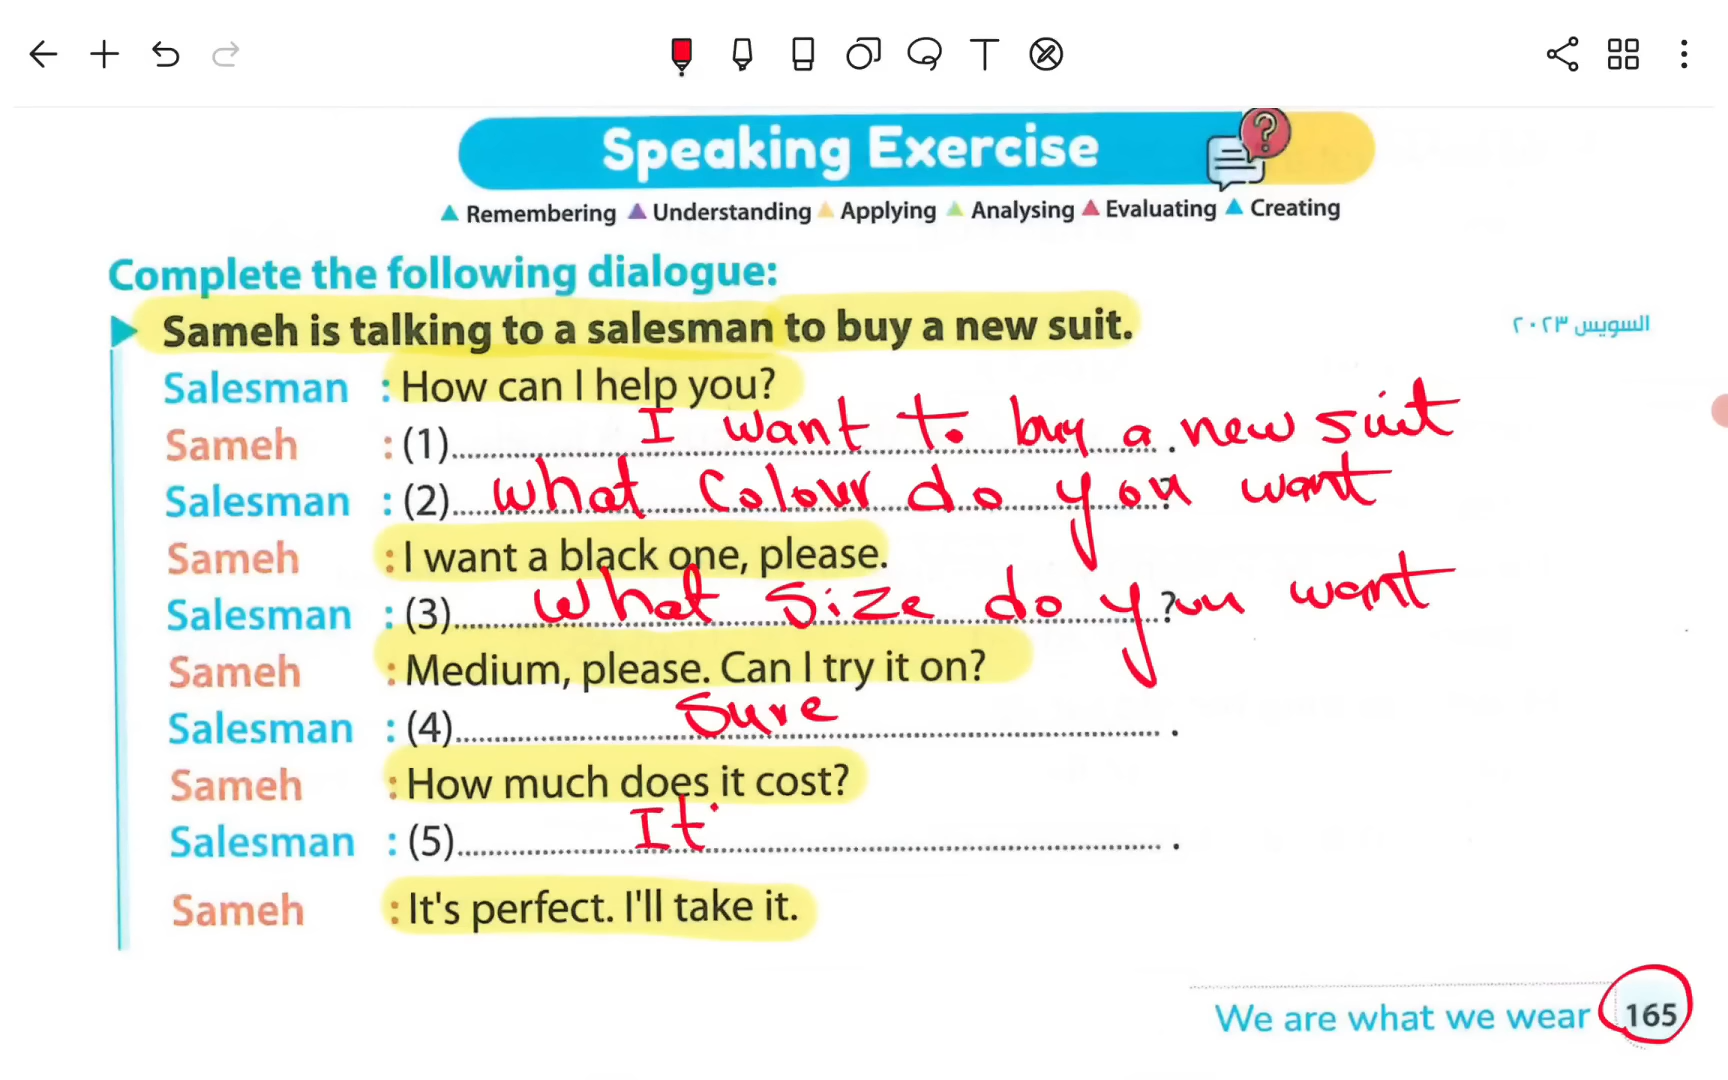 Speaking Exercise
Remembering Understanding Applying Analysing Evaluating Creating
Complete the following dialogue:
Sameh is talking to a salesman to buy a new suit.
السويس ٢٠٢٣
Salesman : How can I help you?
Sameh : (1) I want to buy a new suit .
Salesman : (2) what colour do you want ?
Sameh : I want a black one, please.
Salesman : (3) what size do you want ?
Sameh : Medium, please. Can I try it on?
Salesman : (4) Sure .
Sameh : How much does it cost?
Salesman : (5) It .
Sameh : It's perfect. I'll take it.
We are what we wear 165